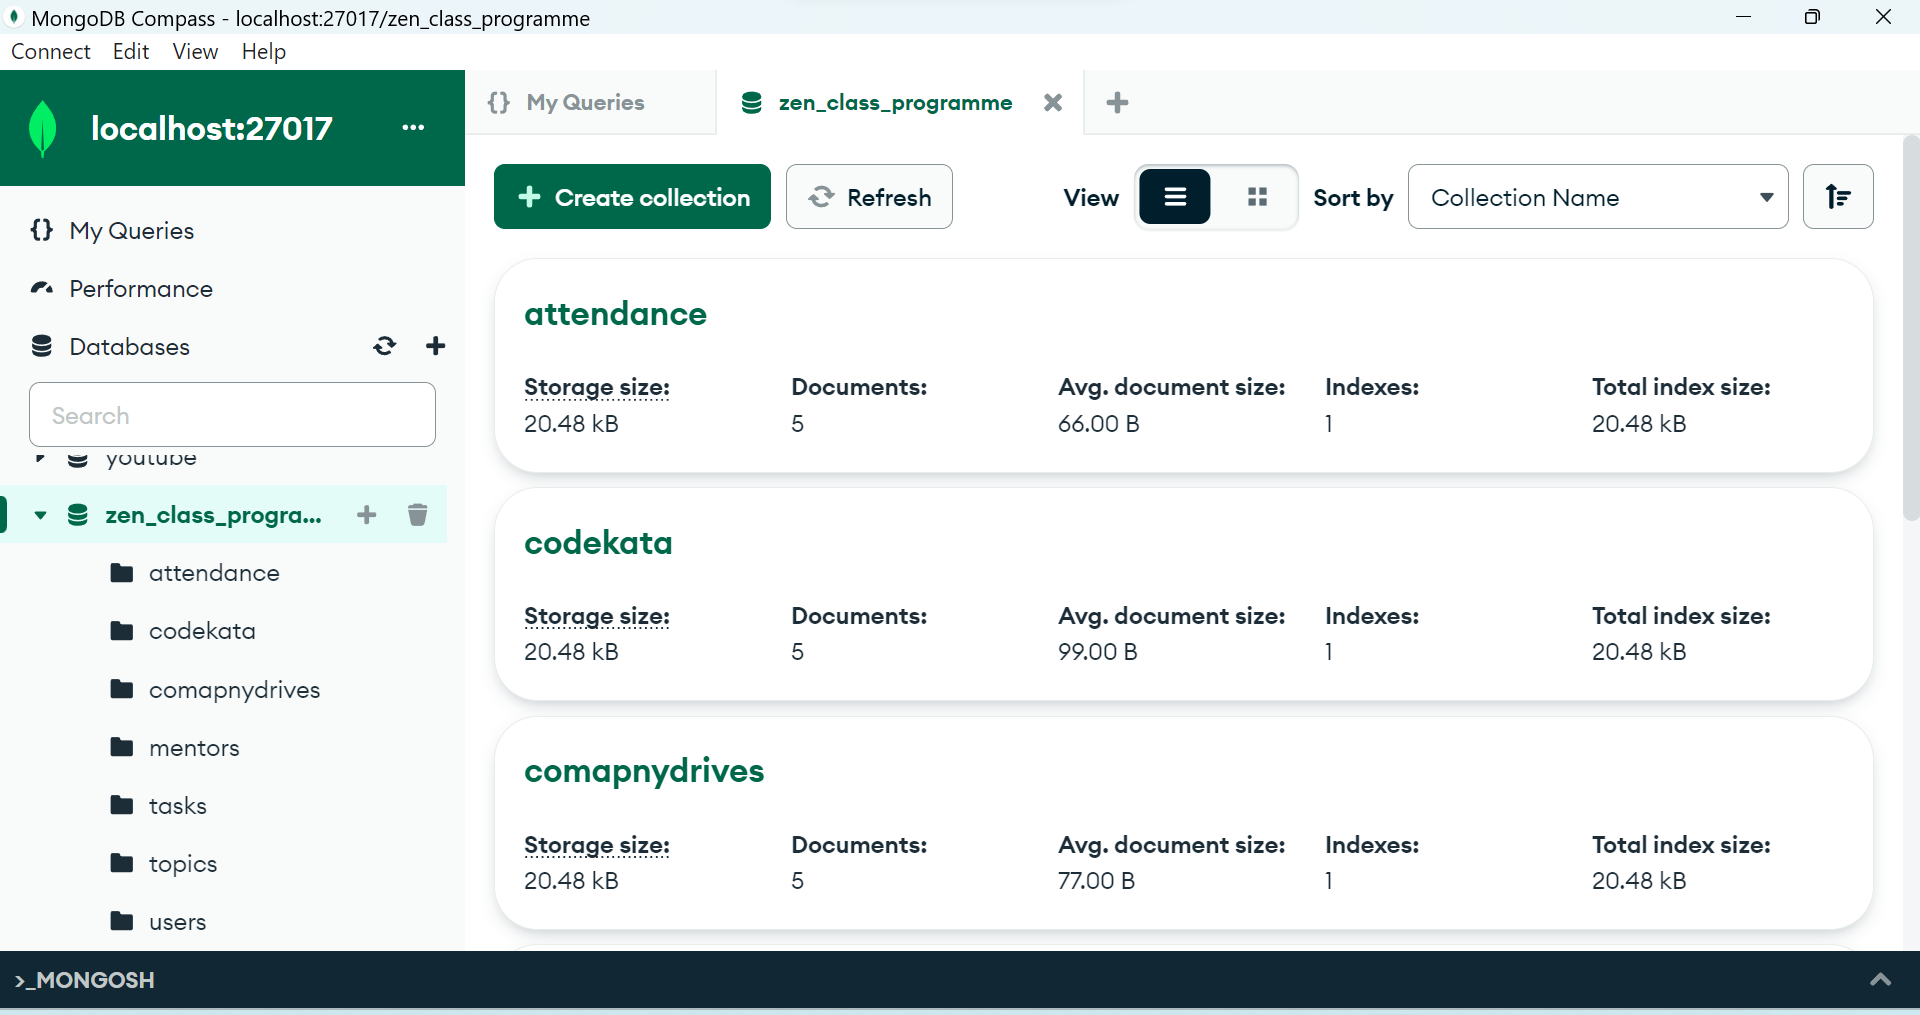 MongoDB Compass - localhost:27017/zen_class_programme
Connect Edit View Help
localhost:27017 ...
{} My Queries
zen_class_programme
My Queries
Performance
Databases
Search
youtube
zen_class_progra...
attendance
codekata
comapnydrives
mentors
tasks
topics
users
Create collection
Refresh
View
Sort by
Collection Name
attendance
Storage size: Documents: Avg. document size: Indexes: Total index size:
20.48 kB 5 66.00 B 1 20.48 kB
codekata
Storage size: Documents: Avg. document size: Indexes: Total index size:
20.48 kB 5 99.00 B 1 20.48 kB
comapnydrives
Storage size: Documents: Avg. document size: Indexes: Total index size:
20.48 kB 5 77.00 B 1 20.48 kB
>_MONGOSH